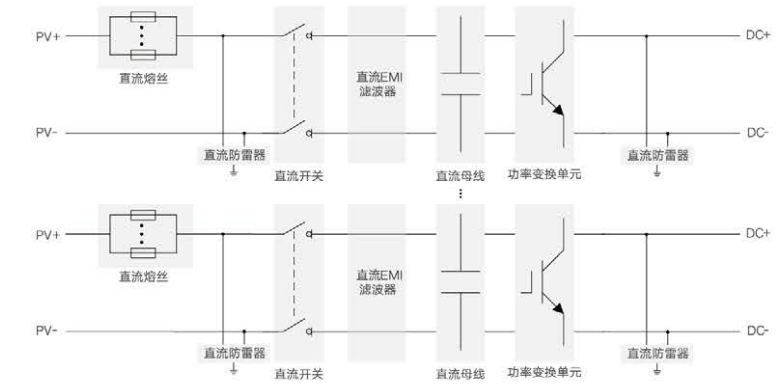 PV+
DC+
直流熔丝
直流EMI
滤波器
PV-
DC-
直流防雷器
直流防雷器
直流开关
直流母线
功率变换单元
PV+
DC+
直流熔丝
直流EMI
滤波器
PV-
DC-
直流防雷器
直流防雷器
直流开关
直流母线
功率变换单元